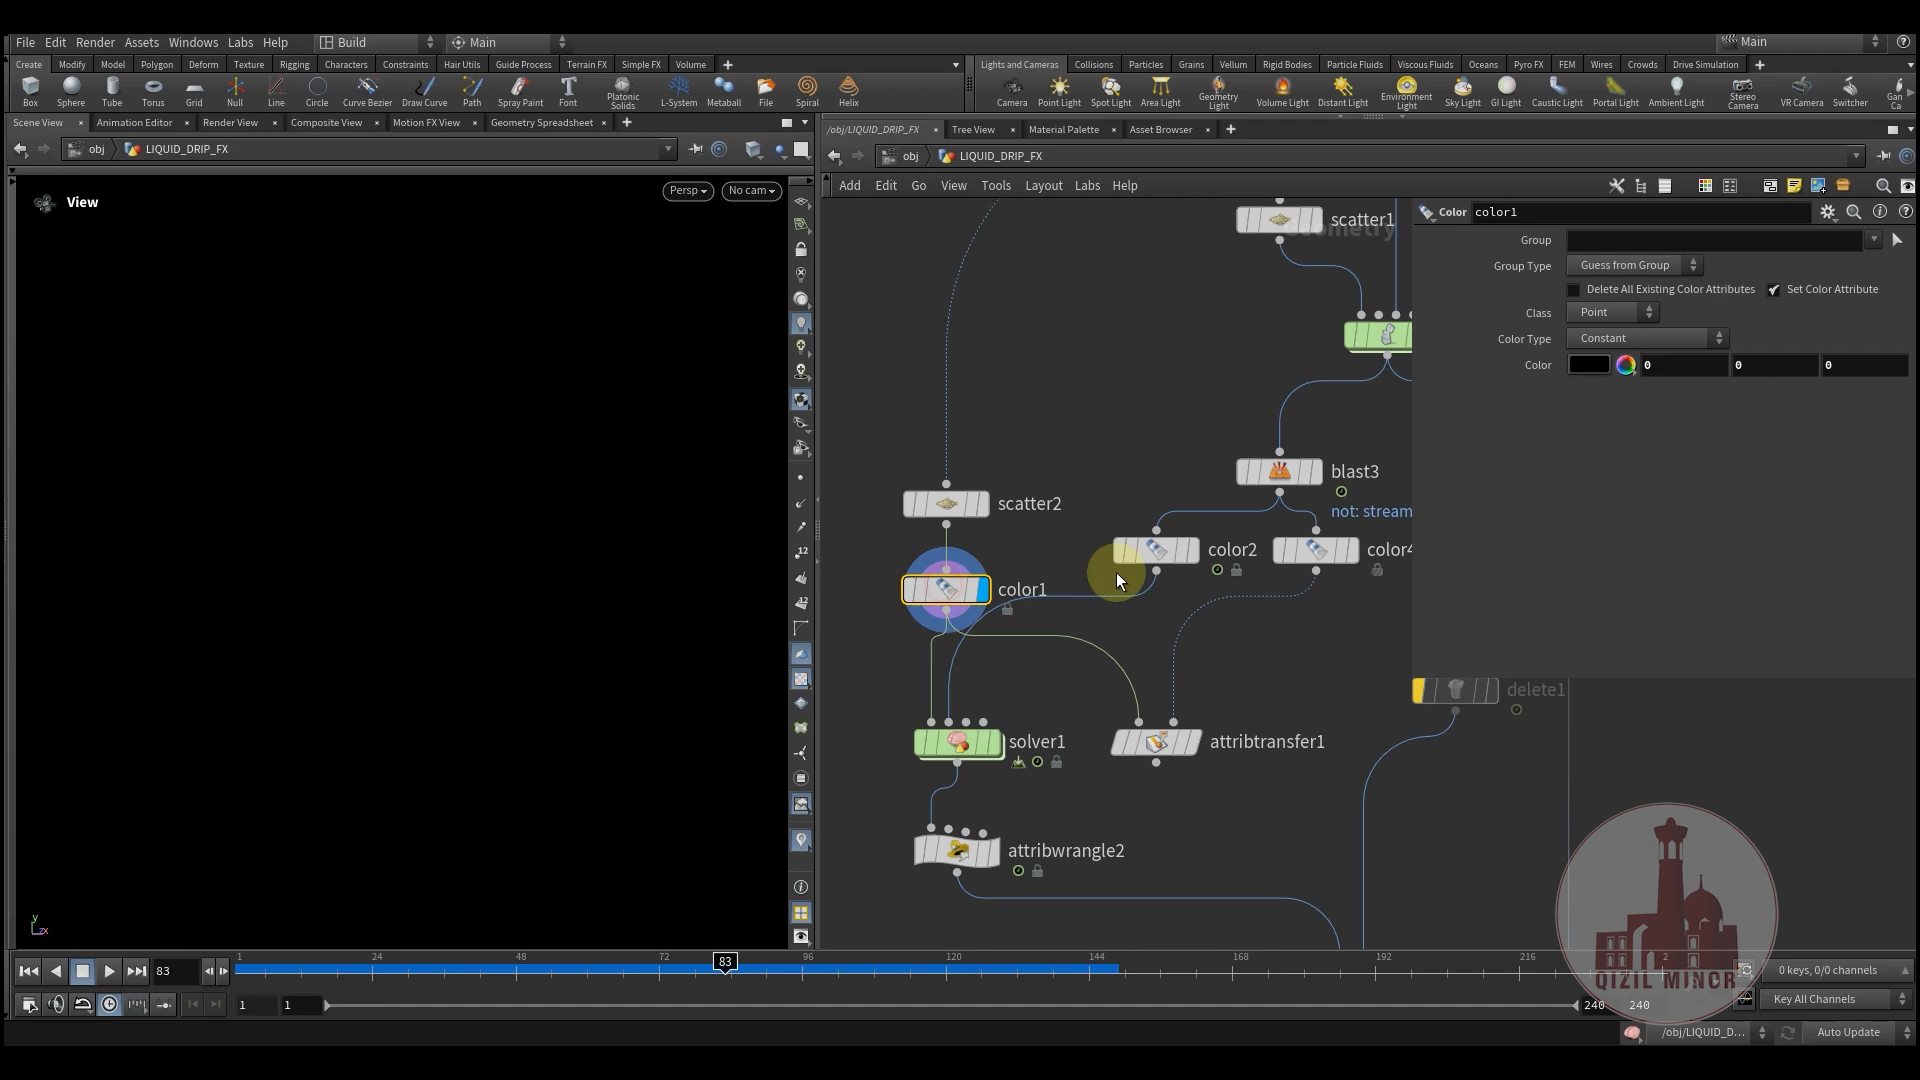 File Edit Render Assets Windows Labs Help Build Main Main
Create Modify Model Polygon Deform Texture Rigging Characters Constraints Hair Utils Guide Process Terrain FX Simple FX Volume
Lights and Cameras Collisions Particles Grains Vellum Rigid Bodies Particle Fluids Viscous Fluids Oceans Pyro FX FEM Wires Crowds Drive Simulation
Box Sphere Tube Torus Grid Null Line Circle Curve Bezier Draw Curve Path Spray Paint Font Platonic Solids L-System Metaball File Spiral Helix
Camera Point Light Spot Light Area Light Geometry Light Volume Light Distant Light Environment Light Sky Light GI Light Caustic Light Portal Light Ambient Light Stereo Camera VR Camera Switcher Gan Ca
Scene View Animation Editor Render View Composite View Motion FX View Geometry Spreadsheet
/obj/LIQUID_DRIP_FX Tree View Material Palette Asset Browser
obj LIQUID_DRIP_FX
obj LIQUID_DRIP_FX
Add Edit Go View Tools Layout Labs Help
View
Persp
No cam
scatter1
Color color1
Group
Group Type Guess from Group
Delete All Existing Color Attributes Set Color Attribute
Class Point
Color Type Constant
Color 0 0 0
blast3
not: stream
scatter2
color2
color1
delete1
solver1
attribtransfer1
attribwrangle2
12
12
y
zx
1 24 48 72 83 96 120 144 168 192 216 2
83
0 keys, 0/0 channels
1 1 240 240
Key All Channels
/obj/LIQUID_D... Auto Update
QIZIL MINOR